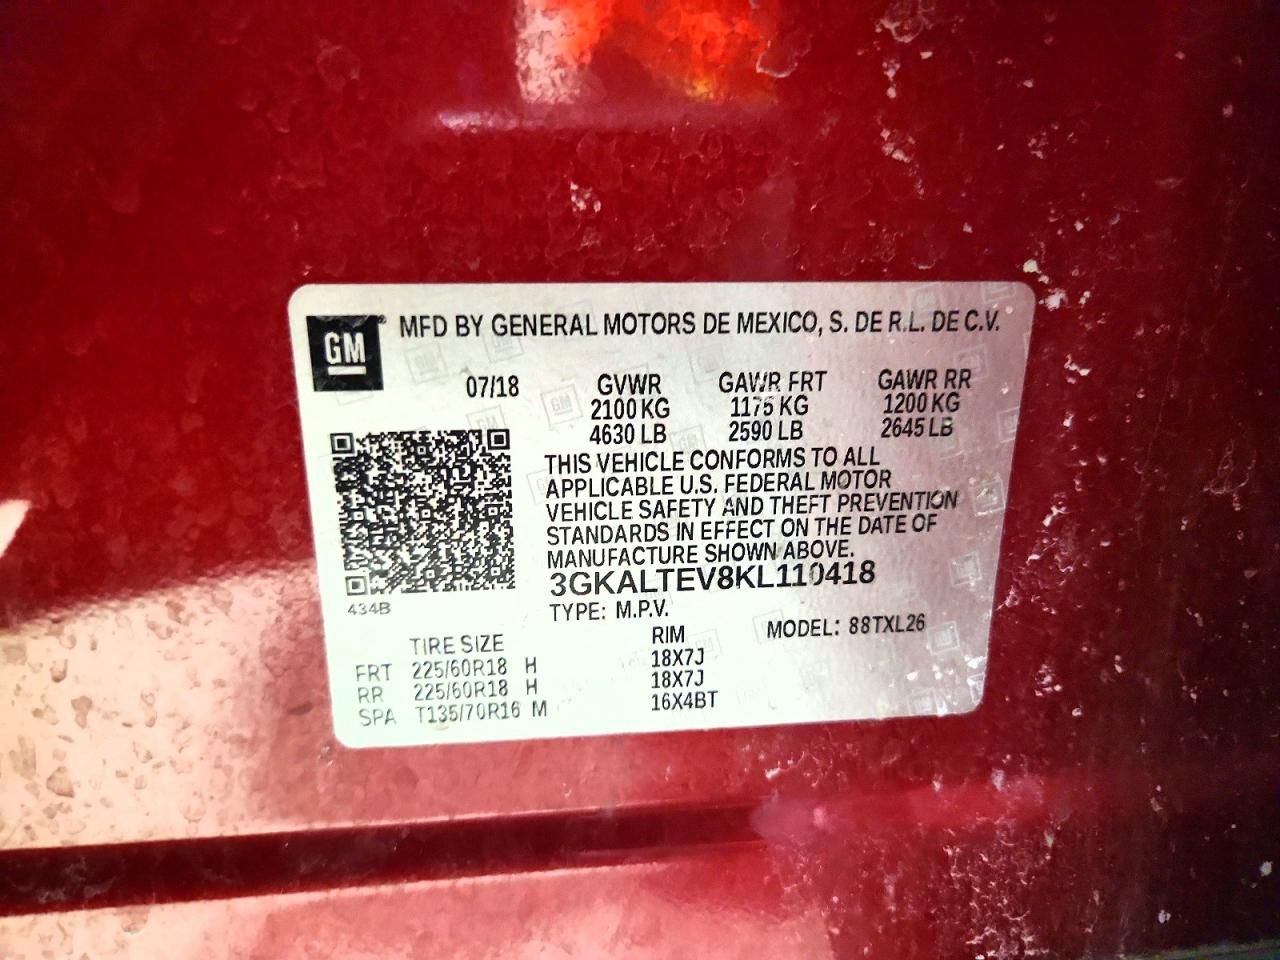 GM MFD BY GENERAL MOTORS DE MEXICO, S. DE R.L. DE C.V.
07/18 GVWR GAWR FRT GAWR RR
2100 KG 1175 KG 1200 KG
4630 LB 2590 LB 2645 LB
THIS VEHICLE CONFORMS TO ALL
APPLICABLE U.S. FEDERAL MOTOR
VEHICLE SAFETY AND THEFT PREVENTION
STANDARDS IN EFFECT ON THE DATE OF
MANUFACTURE SHOWN ABOVE.
3GKALTEV8KL110418
434B
TYPE: M.P.V. MODEL: 88TXL26
TIRE SIZE RIM
FRT 225/60R18 H 18X7J
RR 225/60R18 H 18X7J
SPA T135/70R16 M 16X4BT